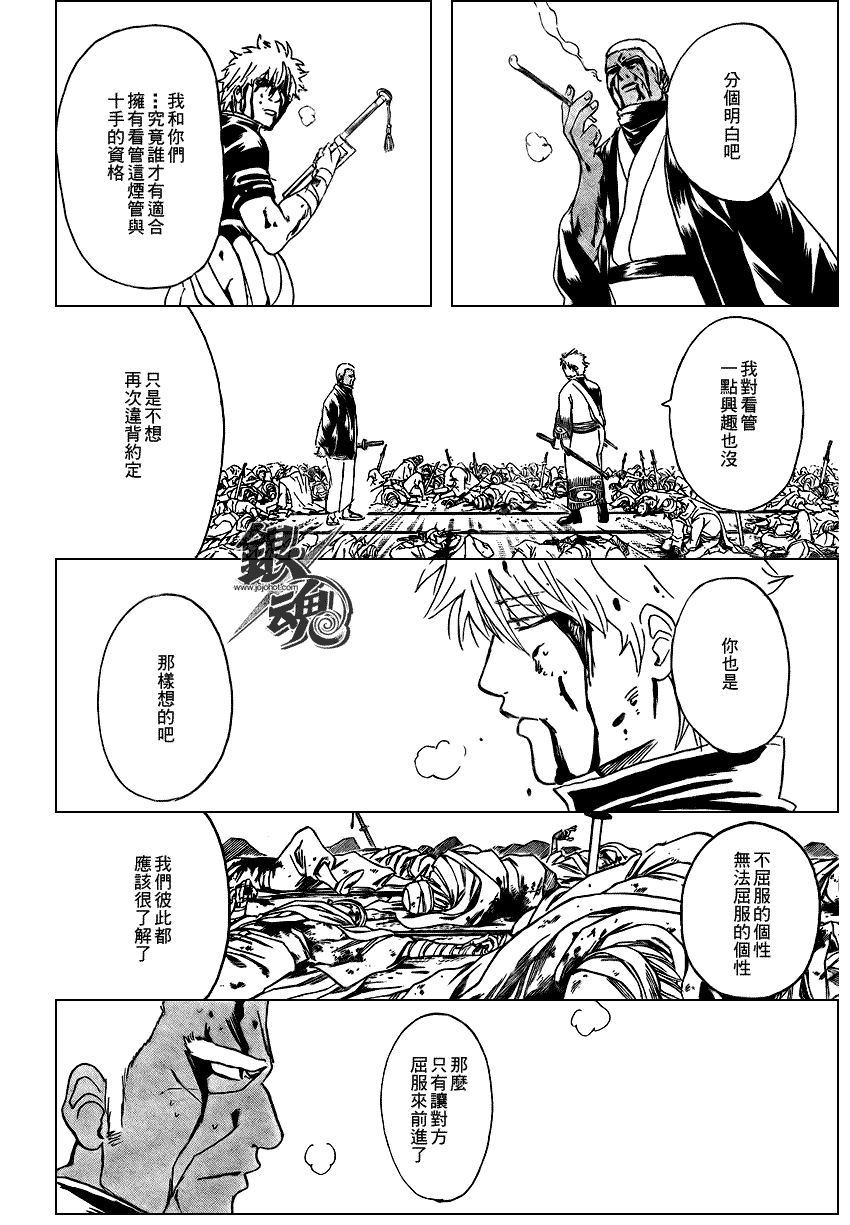 分個明白吧
我和你們
…究竟誰才有適合
擁有看管這煙管與
十手的資格
我對看管
一點興趣也沒
只是不想
再次違背約定
銀魂
www.jojohot.com
你也是
那樣想的吧
不屈服的個性
無法屈服的個性
我們彼此都
應該很了解了
那麼
只有讓對方
屈服來前進了